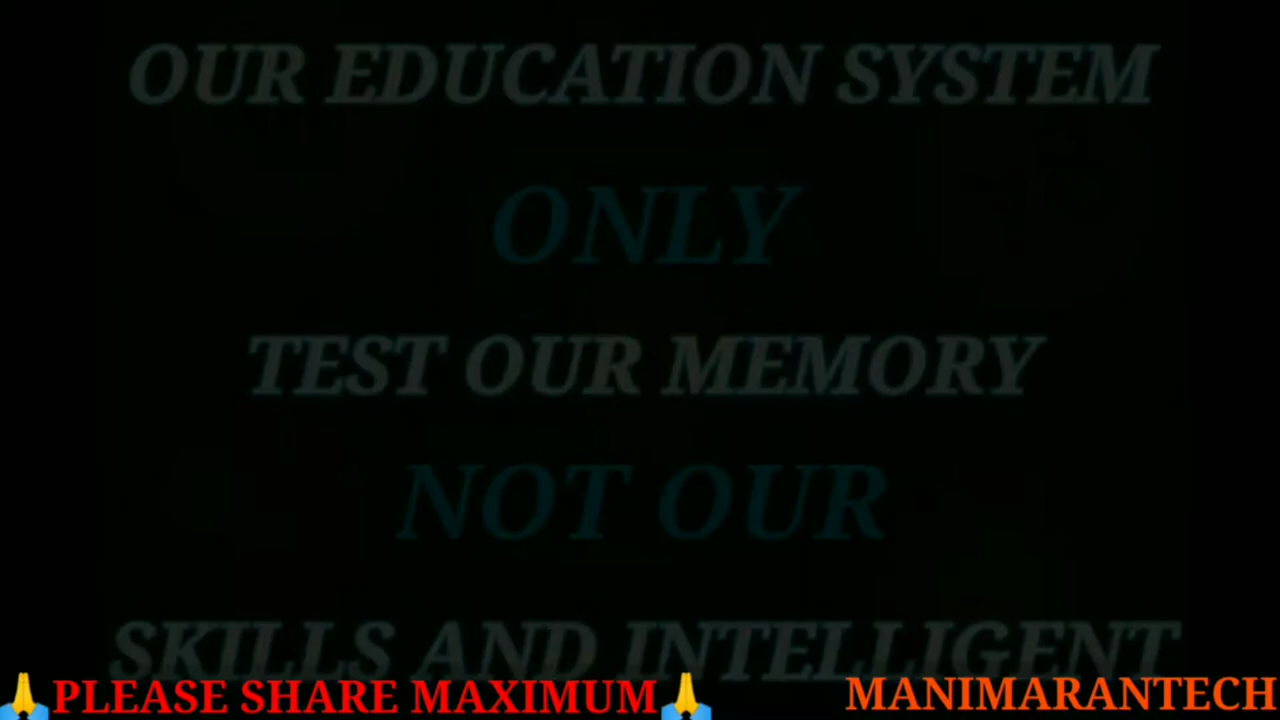 OUR EDUCATION SYSTEM
ONLY
TEST OUR MEMORY
NOT OUR
SKILLS AND INTELLIGENT
🙏PLEASE SHARE MAXIMUM🙏 MANIMARANTECH